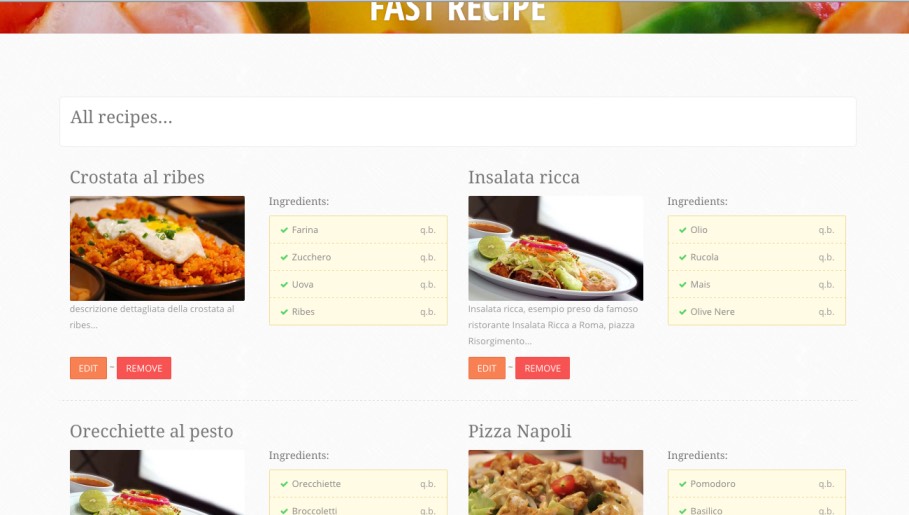 FAST RECIPE
All recipes...
Crostata al ribes
Ingredients:
Farina q.b.
Zucchero q.b.
Uova q.b.
Ribes q.b.
descrizione dettagliata della crostata al
ribes...
EDIT – REMOVE
Insalata ricca
Ingredients:
Olio q.b.
Rucola q.b.
Mais q.b.
Olive Nere q.b.
Insalata ricca, esempio preso da famoso
ristorante Insalata Ricca a Roma, piazza
Risorgimento...
EDIT – REMOVE
Orecchiette al pesto
Ingredients:
Orecchiette q.b.
Broccoletti q.b.
Pizza Napoli
bbq
Ingredients:
Pomodoro q.b.
Basilico q.b.